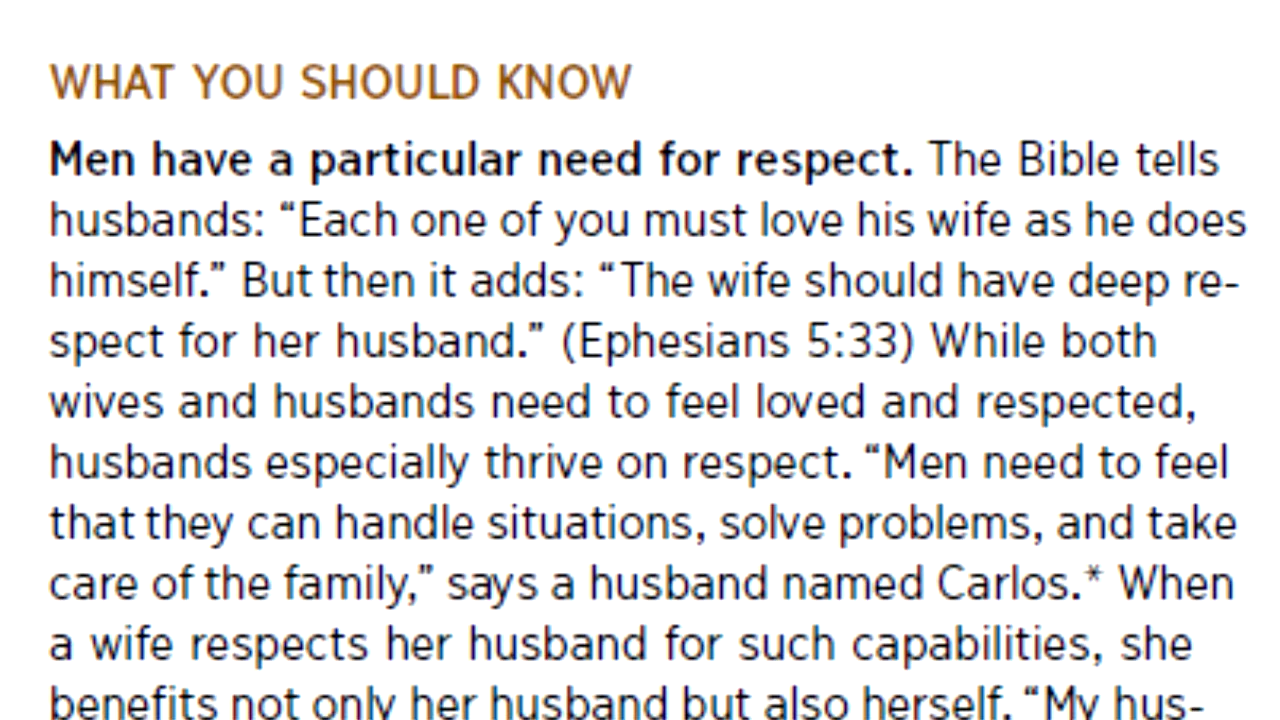 WHAT YOU SHOULD KNOW
Men have a particular need for respect. The Bible tells
husbands: “Each one of you must love his wife as he does
himself.” But then it adds: “The wife should have deep re-
spect for her husband.” (Ephesians 5:33) While both
wives and husbands need to feel loved and respected,
husbands especially thrive on respect. “Men need to feel
that they can handle situations, solve problems, and take
care of the family,” says a husband named Carlos.* When
a wife respects her husband for such capabilities, she
benefits not only her husband but also herself. “My hus-